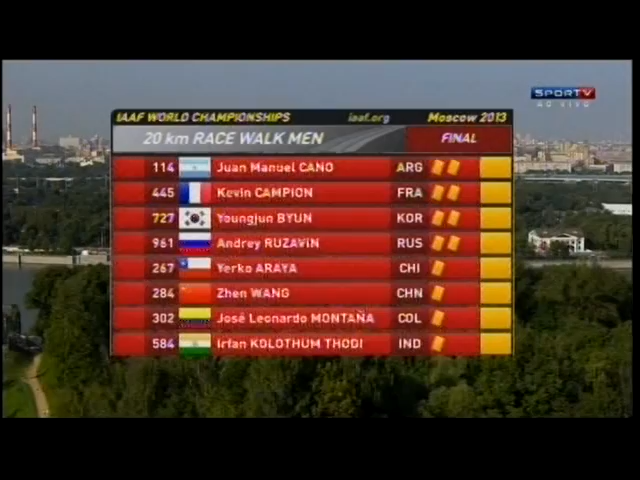 SPORTV
AO VIVO
IAAF WORLD CHAMPIONSHIPS iaaf.org Moscow 2013
20 km RACE WALK MEN FINAL
114 Juan Manuel CANO ARG
445 Kevin CAMPION FRA
727 Youngjun BYUN KOR
961 Andrey RUZAVIN RUS
267 Yerko ARAYA CHI
284 Zhen WANG CHN
302 José Leonardo MONTAÑA COL
584 Irfan KOLOTHUM THODI IND